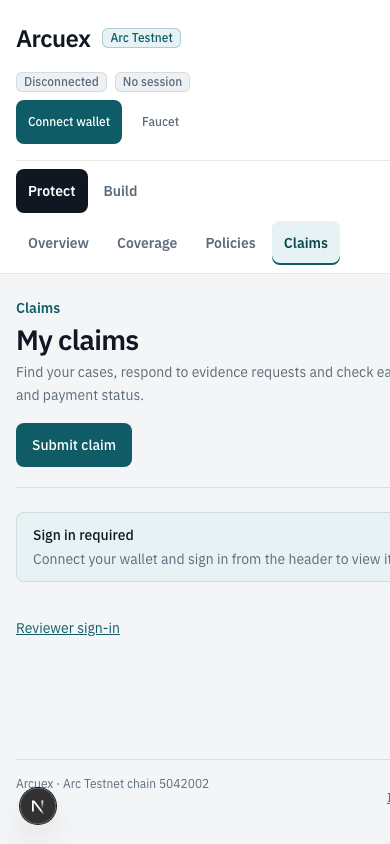 Arcuex
Arc Testnet
Disconnected
No session
Connect wallet
Faucet
Protect
Build
Overview
Coverage
Policies
Claims
Claims
My claims
Find your cases, respond to evidence requests and check
and payment status.
Submit claim
Sign in required
Connect your wallet and sign in from the header to view
Reviewer sign-in
Arcuex · Arc Testnet chain 5042002
N